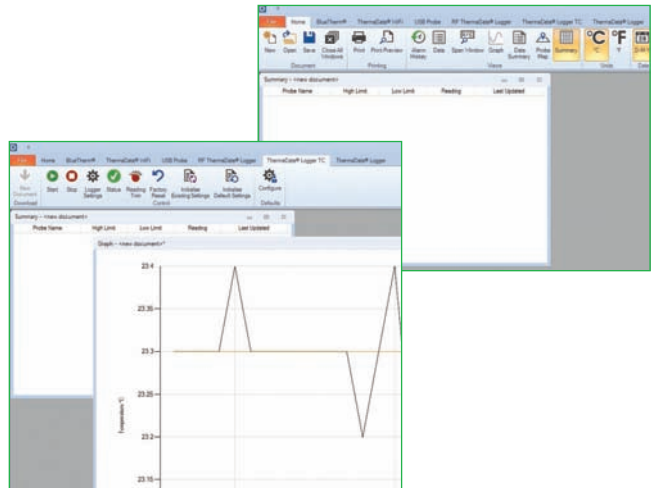 File Home BlueTherm® ThermaData® WiFi USB Probe RF ThermaData® Logger ThermaData® Logger TC ThermaData® Logger
New Open Save Close All Windows Print Print Preview Alarm History Data Span Window Graph Data Summary Probe Map Summary °C °F
°C °F
Document Printing Views Units
Summary - <new document>
Probe Name High Limit Low Limit Reading Last Updated
File Home BlueTherm® ThermaData® WiFi USB Probe RF ThermaData® Logger ThermaData® Logger TC ThermaData® Logger
New Document Start Stop Logger Settings Status Reading Trim Factory Reset Initialise Existing Settings Initialise Default Settings Configure
Download Control Defaults
Summary - <new document>
Probe Name High Limit Low Limit Reading Last Updated
Graph - <new document>*
23.4
23.35
23.3
23.25
Temperature °C
23.2
23.15